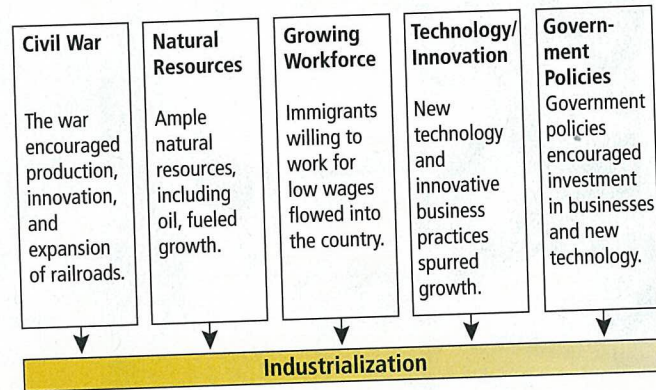 Civil War
The war
encouraged
production,
innovation,
and
expansion
of railroads.
Natural
Resources
Ample
natural
resources,
including
oil, fueled
growth.
Growing
Workforce
Immigrants
willing to
work for
low wages
flowed into
the country.
Technology/
Innovation
New
technology
and
innovative
business
practices
spurred
growth.
Govern-
ment
Policies
Government
policies
encouraged
investment
in businesses
and new
technology.
Industrialization